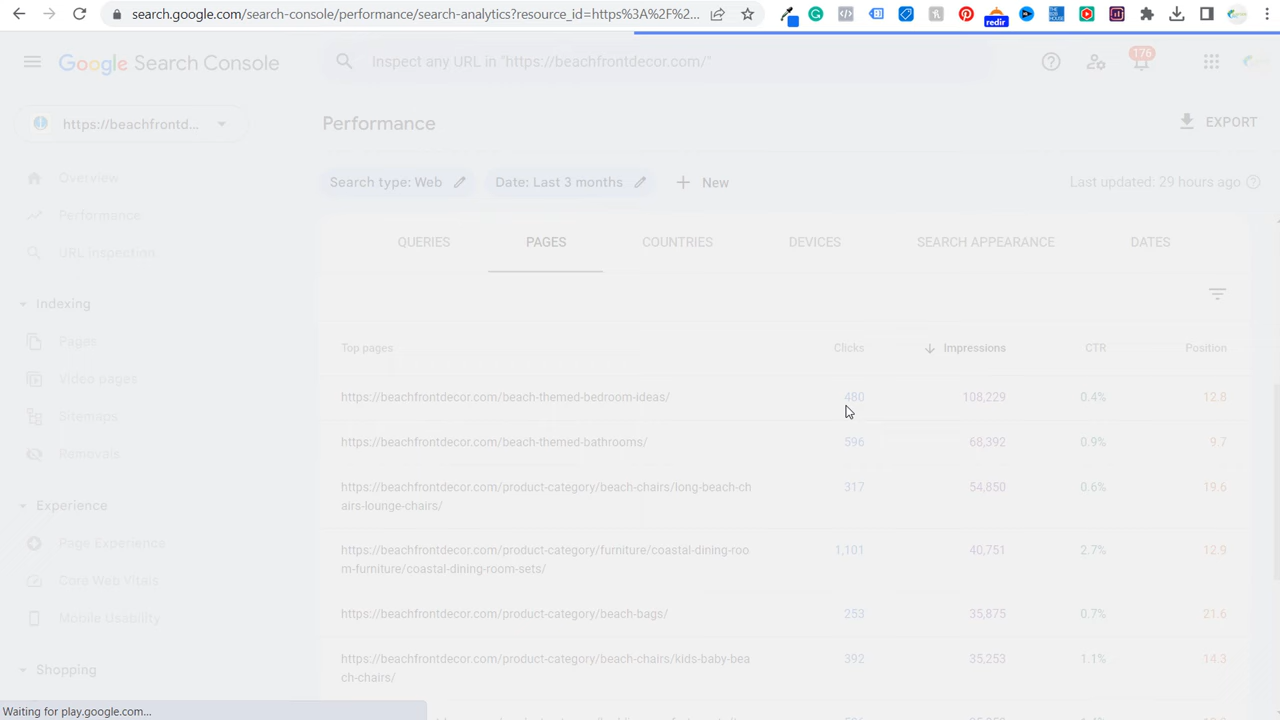 search.google.com/search-console/performance/search-analytics?resource_id=https%3A%2F%2...
redir
Google Search Console
Inspect any URL in "https://beachfrontdecor.com/"
176
https://beachfrontd...
Performance
EXPORT
Search type: Web
Date: Last 3 months
New
Last updated: 29 hours ago
Overview
Performance
URL inspection
Indexing
Pages
Video pages
Sitemaps
Removals
Experience
Page Experience
Core Web Vitals
Mobile Usability
Shopping
QUERIES PAGES COUNTRIES DEVICES SEARCH APPEARANCE DATES
Top pages Clicks Impressions CTR Position
https://beachfrontdecor.com/beach-themed-bedroom-ideas/ 480 108,229 0.4% 12.8
https://beachfrontdecor.com/beach-themed-bathrooms/ 596 68,392 0.9% 9.7
https://beachfrontdecor.com/product-category/beach-chairs/long-beach-ch 317 54,850 0.6% 19.6
airs-lounge-chairs/
https://beachfrontdecor.com/product-category/furniture/coastal-dining-roo 1,101 40,751 2.7% 12.9
m-furniture/coastal-dining-room-sets/
https://beachfrontdecor.com/product-category/beach-bags/ 253 35,875 0.7% 21.6
https://beachfrontdecor.com/product-category/beach-chairs/kids-baby-bea 392 35,253 1.1% 14.3
ch-chairs/
Waiting for play.google.com...